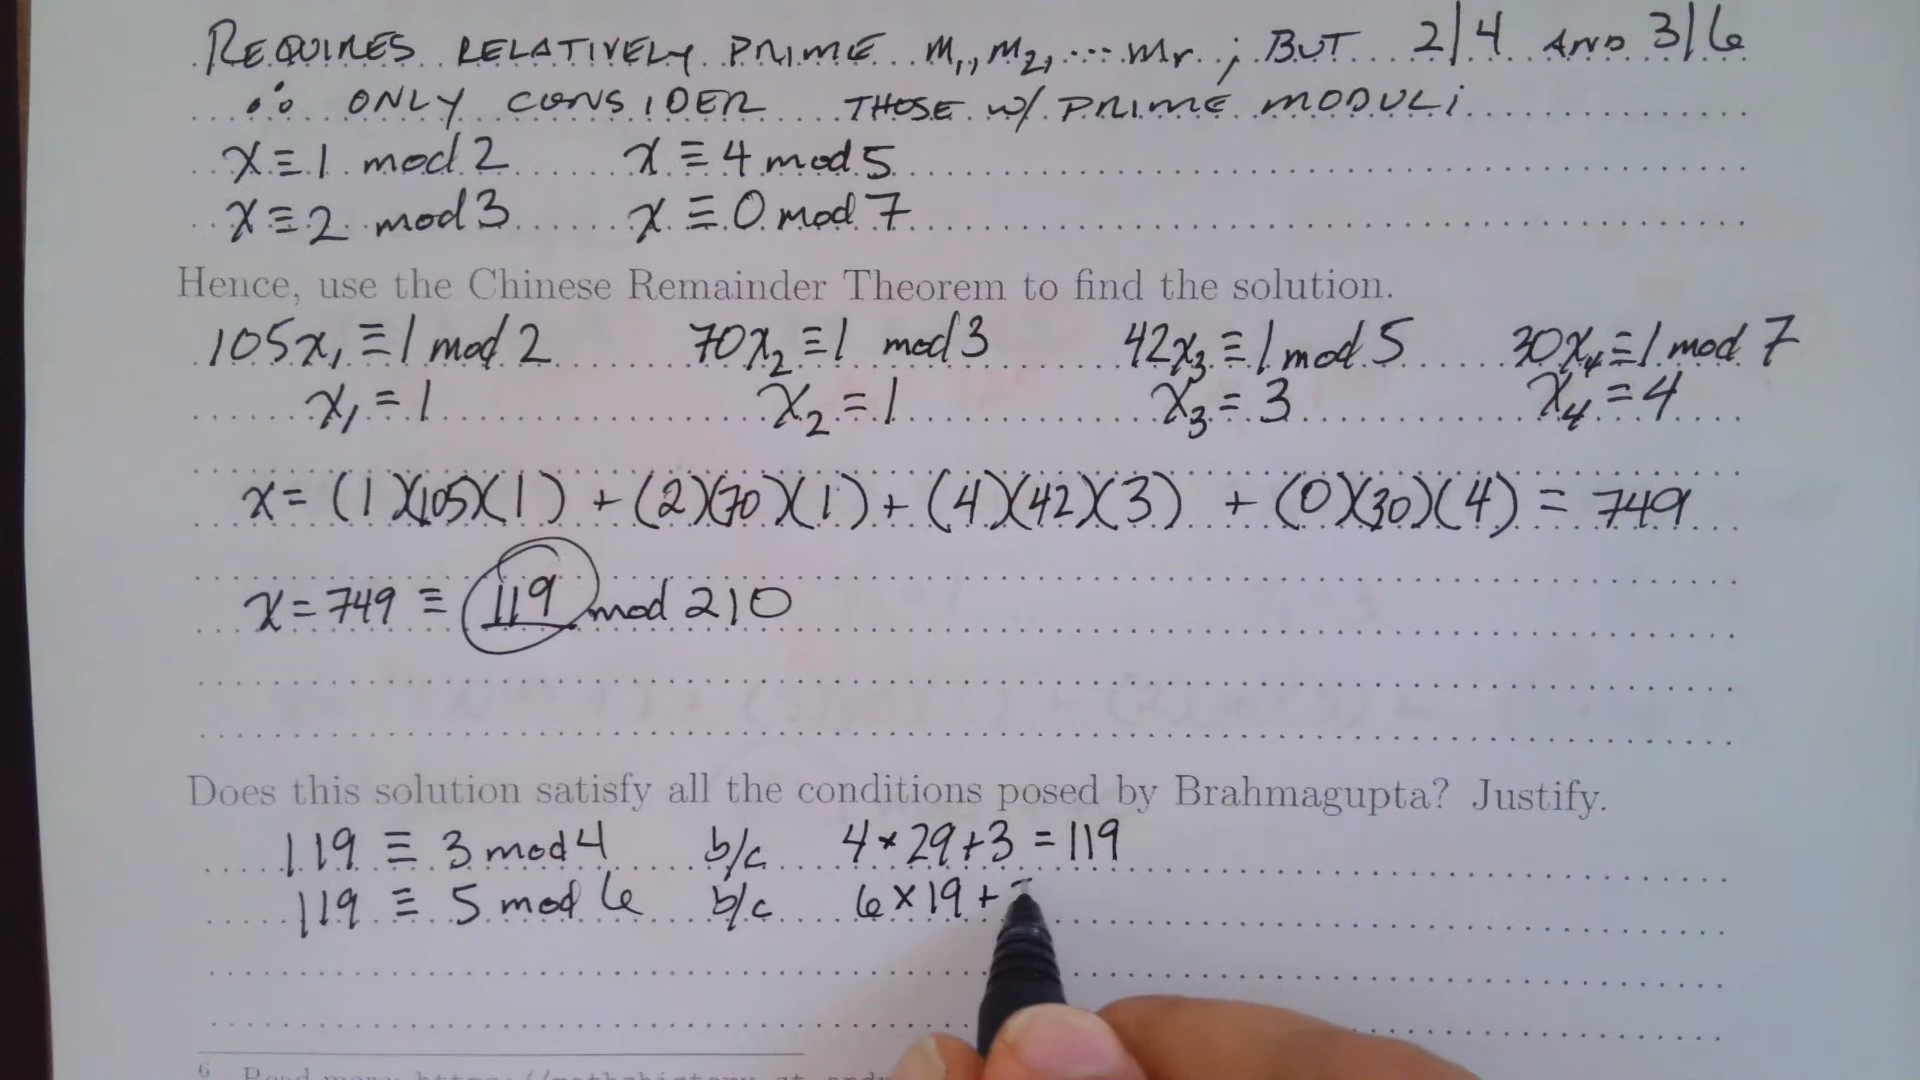 REQUIRES RELATIVELY PRIME m₁, m₂, ... mr ; BUT 2|4 AND 3|6
∴ ONLY CONSIDER THOSE w/ PRIME MODULI
x ≡ 1 mod 2 x ≡ 4 mod 5
x ≡ 2 mod 3 x ≡ 0 mod 7
Hence, use the Chinese Remainder Theorem to find the solution.
105x₁ ≡ 1 mod 2 70x₂ ≡ 1 mod 3 42x₃ ≡ 1 mod 5 30x₄ ≡ 1 mod 7
x₁ = 1 x₂ = 1 x₃ = 3 x₄ = 4
x = (1)(105)(1) + (2)(70)(1) + (4)(42)(3) + (0)(30)(4) = 749
x = 749 ≡ 119 mod 210
Does this solution satisfy all the conditions posed by Brahmagupta? Justify.
119 ≡ 3 mod 4 b/c 4 × 29 + 3 = 119
119 ≡ 5 mod 6 b/c 6 × 19 +
6 Read more: